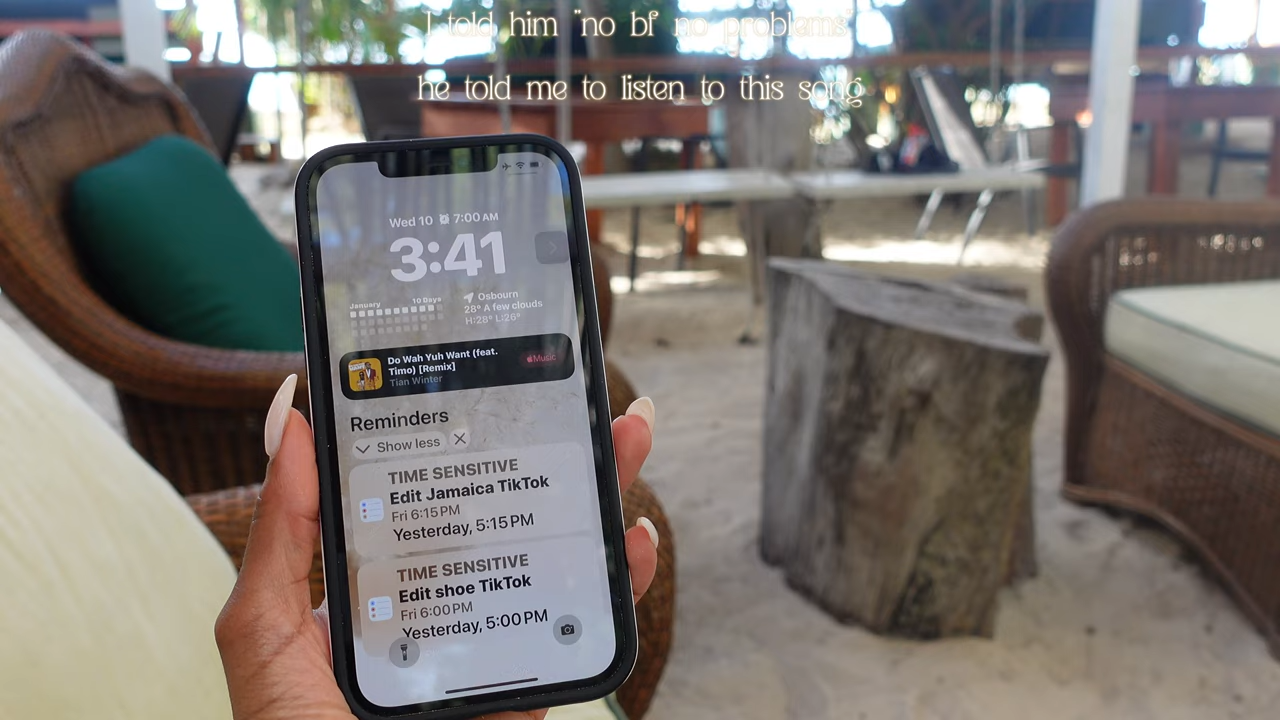 I told him "no bf no problems"
he told me to listen to this song
Wed 10 7:00 AM
3:41
January 10 Days
Osbourn
28° A few clouds
H:28° L:26°
Do Wah Yuh Want (feat.
Timo) [Remix]
Tian Winter
Music
Reminders
Show less
TIME SENSITIVE
Edit Jamaica TikTok
Fri 6:15 PM
Yesterday, 5:15 PM
TIME SENSITIVE
Edit shoe TikTok
Fri 6:00 PM
Yesterday, 5:00 PM